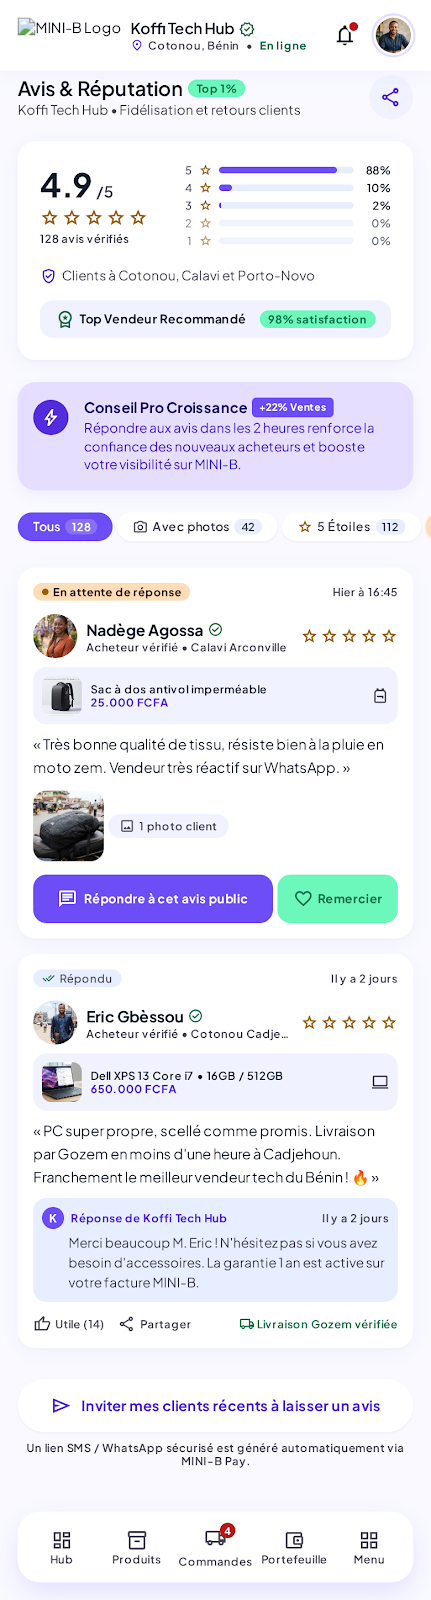 MINI-B Logo
Koffi Tech Hub
Cotonou, Bénin • En ligne
Avis & Réputation Top 1%
Koffi Tech Hub • Fidélisation et retours clients
4.9 /5
128 avis vérifiés
5 88%
4 10%
3 2%
2 0%
1 0%
Clients à Cotonou, Calavi et Porto-Novo
Top Vendeur Recommandé 98% satisfaction
Conseil Pro Croissance +22% Ventes
Répondre aux avis dans les 2 heures renforce la
confiance des nouveaux acheteurs et booste
votre visibilité sur MINI-B.
Tous 128 Avec photos 42 5 Étoiles 112
En attente de réponse Hier à 16:45
Nadège Agossa
Acheteur vérifié • Calavi Arconville
Sac à dos antivol imperméable
25.000 FCFA
« Très bonne qualité de tissu, résiste bien à la pluie en
moto zem. Vendeur très réactif sur WhatsApp. »
1 photo client
Répondre à cet avis public Remercier
Répondu Il y a 2 jours
Eric Gbèssou
Acheteur vérifié • Cotonou Cadje...
Dell XPS 13 Core i7 • 16GB / 512GB
650.000 FCFA
« PC super propre, scellé comme promis. Livraison
par Gozem en moins d'une heure à Cadjehoun.
Franchement le meilleur vendeur tech du Bénin ! 🔥 »
K Réponse de Koffi Tech Hub Il y a 2 jours
Merci beaucoup M. Eric ! N'hésitez pas si vous avez
besoin d'accessoires. La garantie 1 an est active sur
votre facture MINI-B.
Utile (14) Partager Livraison Gozem vérifiée
Inviter mes clients récents à laisser un avis
Un lien SMS / WhatsApp sécurisé est généré automatiquement via
MINI-B Pay.
4
Hub Produits Commandes Portefeuille Menu